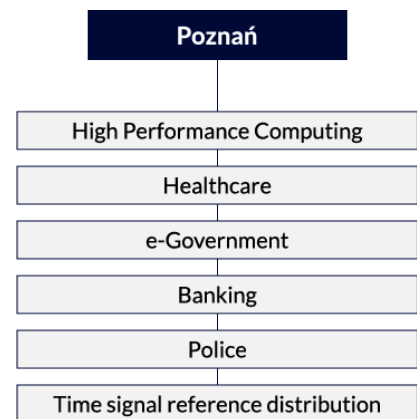 Poznań
High Performance Computing
Healthcare
e-Government
Banking
Police
Time signal reference distribution